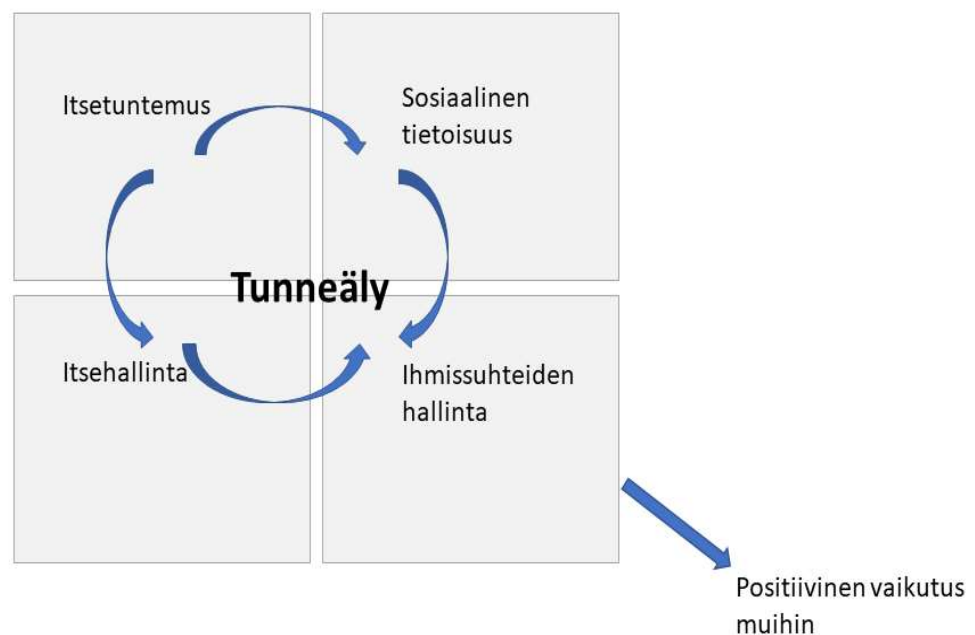 Itsetuntemus
Sosiaalinen
tietoisuus
Tunneäly
Itsehallinta
Ihmissuhteiden
hallinta
Positiivinen vaikutus
muihin